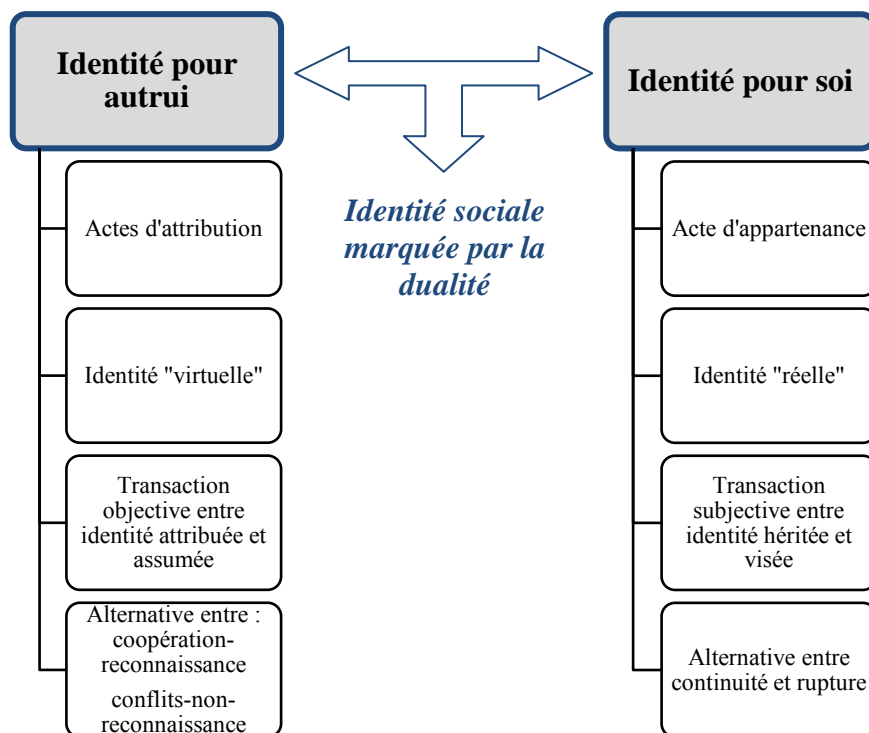 Identité pour
autrui
Actes d'attribution
Identité "virtuelle"
Transaction
objective entre
identité attribuée et
assumée
Alternative entre :
coopération-
reconnaissance
conflits-non-
reconnaissance
Identité sociale
marquée par la
dualité
Identité pour soi
Acte d'appartenance
Identité "réelle"
Transaction
subjective entre
identité héritée et
visée
Alternative entre
continuité et rupture